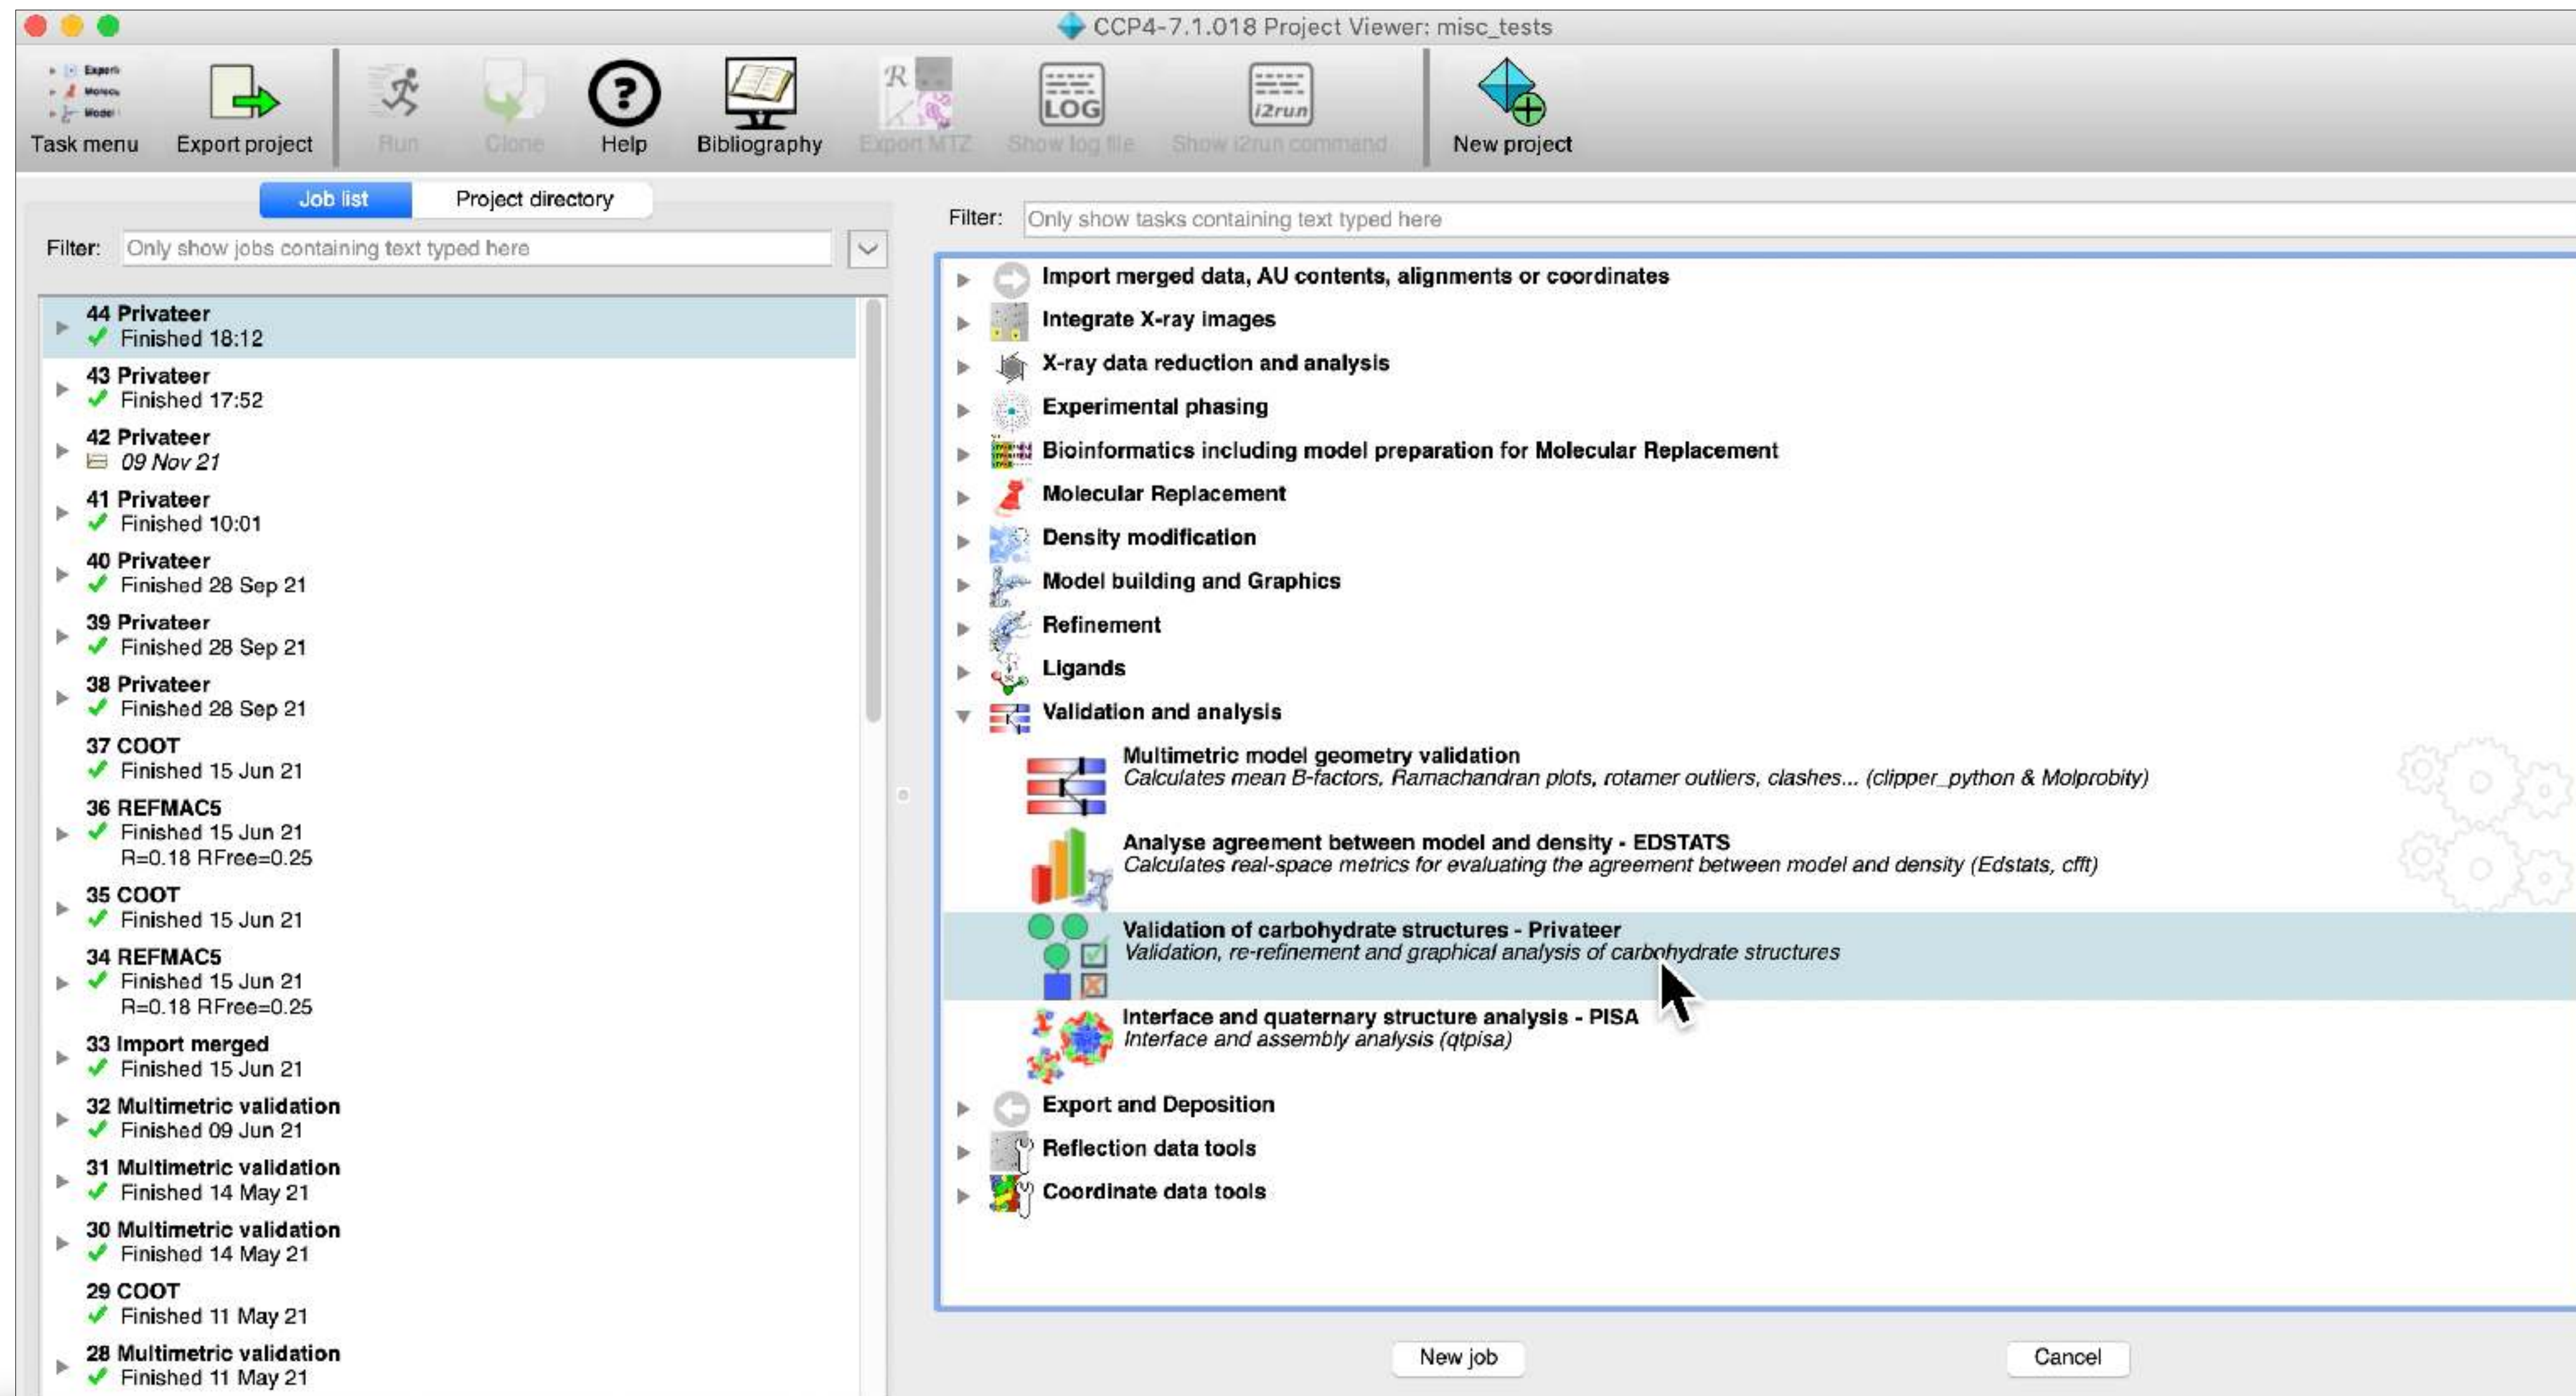 CCP4-7.1.018 Project Viewer: misc_tests
Task menu
Export project
Run
Clone
Help
Bibliography
Export MTZ
LOG
Show log file
i2run
Show i2run command
New project
Job list
Project directory
Filter: Only show jobs containing text typed here
44 Privateer
Finished 18:12
43 Privateer
Finished 17:52
42 Privateer
09 Nov 21
41 Privateer
Finished 10:01
40 Privateer
Finished 28 Sep 21
39 Privateer
Finished 28 Sep 21
38 Privateer
Finished 28 Sep 21
37 COOT
Finished 15 Jun 21
36 REFMAC5
Finished 15 Jun 21
R=0.18 RFree=0.25
35 COOT
Finished 15 Jun 21
34 REFMAC5
Finished 15 Jun 21
R=0.18 RFree=0.25
33 Import merged
Finished 15 Jun 21
32 Multimetric validation
Finished 09 Jun 21
31 Multimetric validation
Finished 14 May 21
30 Multimetric validation
Finished 14 May 21
29 COOT
Finished 11 May 21
28 Multimetric validation
Finished 11 May 21
Filter: Only show tasks containing text typed here
Import merged data, AU contents, alignments or coordinates
Integrate X-ray images
X-ray data reduction and analysis
Experimental phasing
Bioinformatics including model preparation for Molecular Replacement
Molecular Replacement
Density modification
Model building and Graphics
Refinement
Ligands
Validation and analysis
Multimetric model geometry validation
Calculates mean B-factors, Ramachandran plots, rotamer outliers, clashes... (clipper_python & Molprobity)
Analyse agreement between model and density - EDSTATS
Calculates real-space metrics for evaluating the agreement between model and density (Edstats, cfft)
Validation of carbohydrate structures - Privateer
Validation, re-refinement and graphical analysis of carbohydrate structures
Interface and quaternary structure analysis - PISA
Interface and assembly analysis (qtpisa)
Export and Deposition
Reflection data tools
Coordinate data tools
New job
Cancel